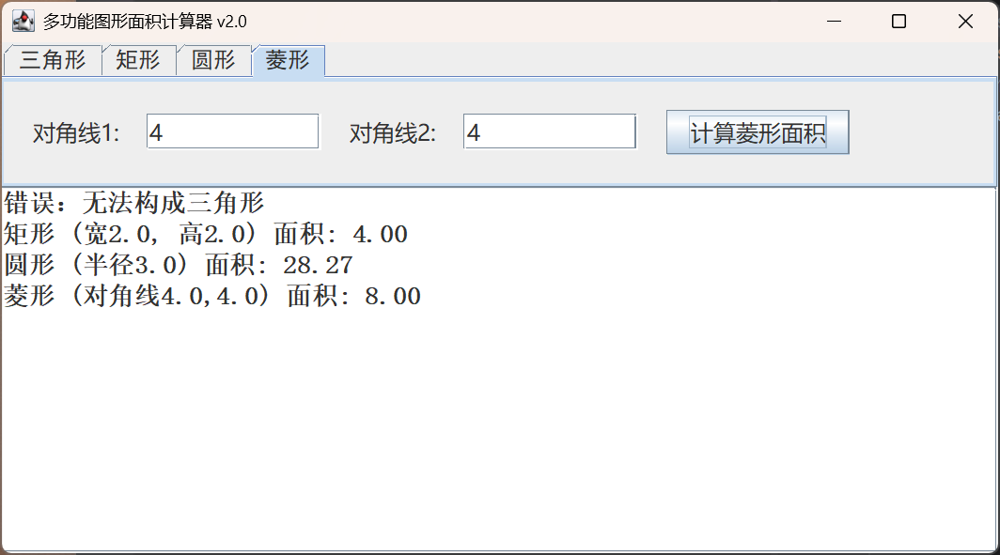 多功能图形面积计算器 v2.0
三角形 矩形 圆形 菱形
对角线1: 4 对角线2: 4 计算菱形面积
错误：无法构成三角形
矩形 (宽2.0, 高2.0) 面积: 4.00
圆形 (半径3.0) 面积: 28.27
菱形 (对角线4.0,4.0) 面积: 8.00